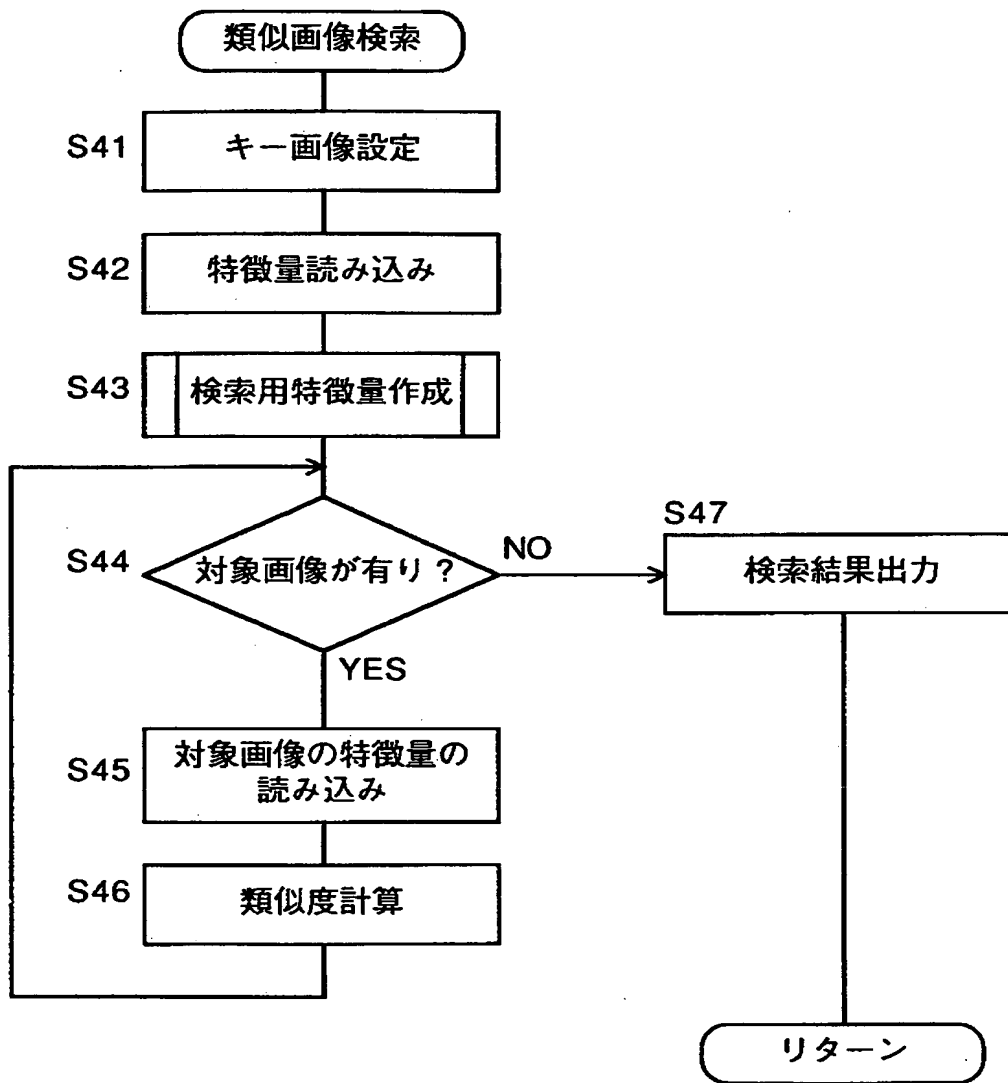 類似画像検索
S41
キー画像設定
S42
特徴量読み込み
S43
検索用特徴量作成
S44
対象画像が有り?
NO
S47
検索結果出力
YES
S45
対象画像の特徴量の
読み込み
S46
類似度計算
リターン